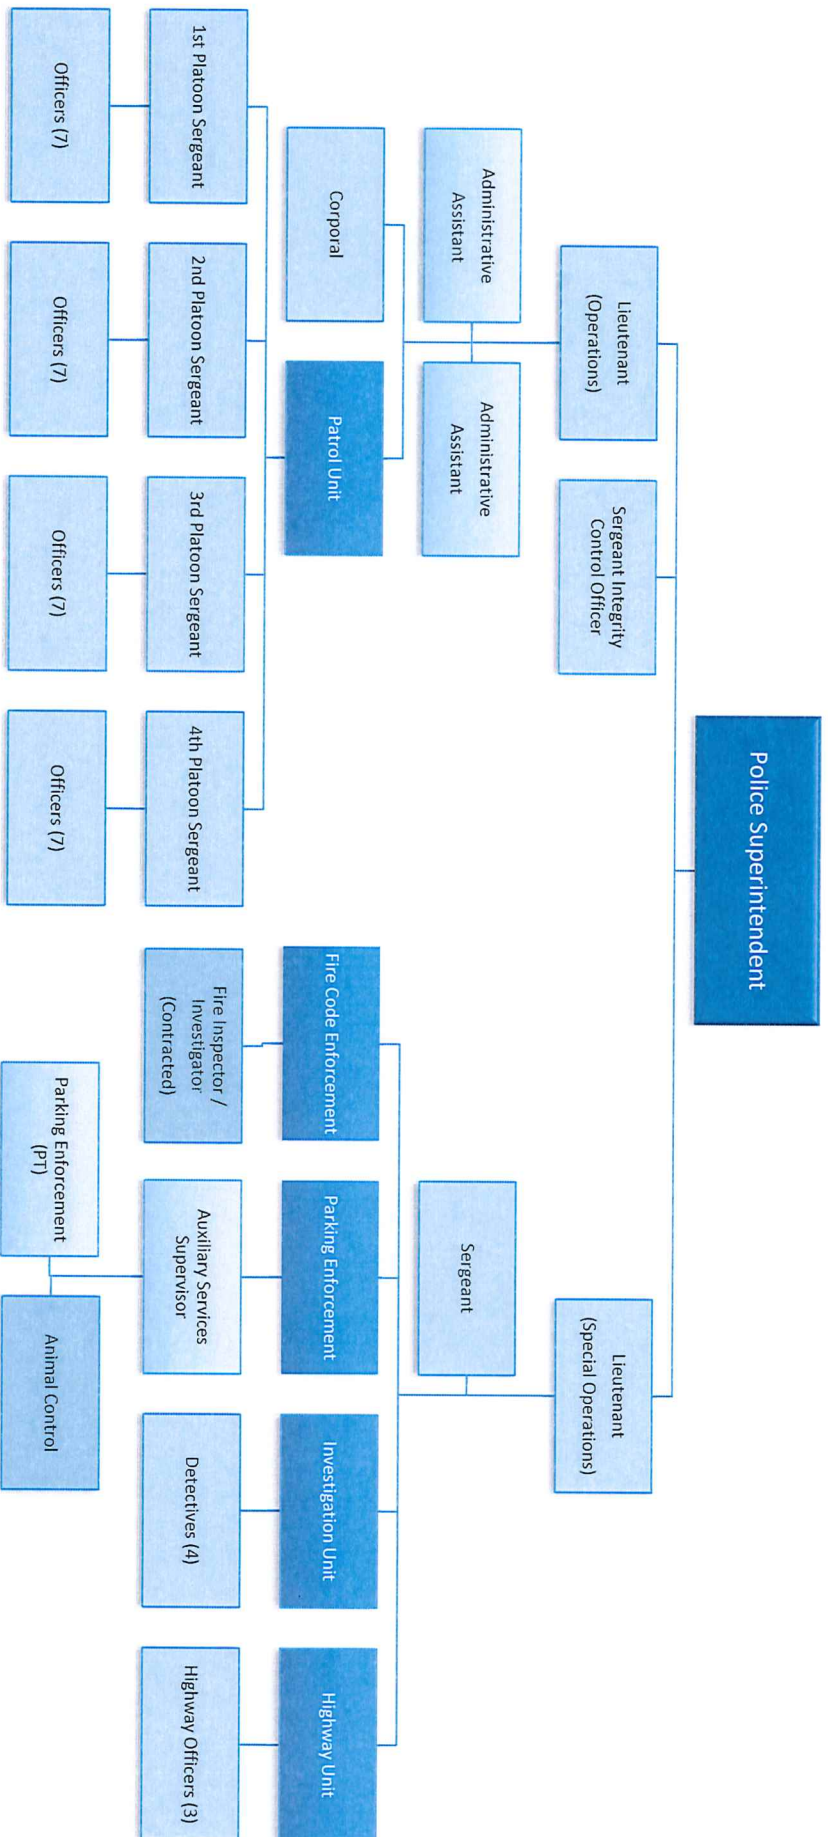 Police Superintendent
Lieutenant
(Operations)
Sergeant Integrity
Control Officer
Lieutenant
(Special Operations)
Administrative
Assistant
Administrative
Assistant
Sergeant
Corporal
Patrol Unit
Fire Code Enforcement
Parking Enforcement
Investigation Unit
Highway Unit
1st Platoon Sergeant
2nd Platoon Sergeant
3rd Platoon Sergeant
4th Platoon Sergeant
Fire Inspector /
Investigator
(Contracted)
Auxiliary Services
Supervisor
Detectives (4)
Highway Officers (3)
Officers (7)
Officers (7)
Officers (7)
Officers (7)
Parking Enforcement
(PT)
Animal Control